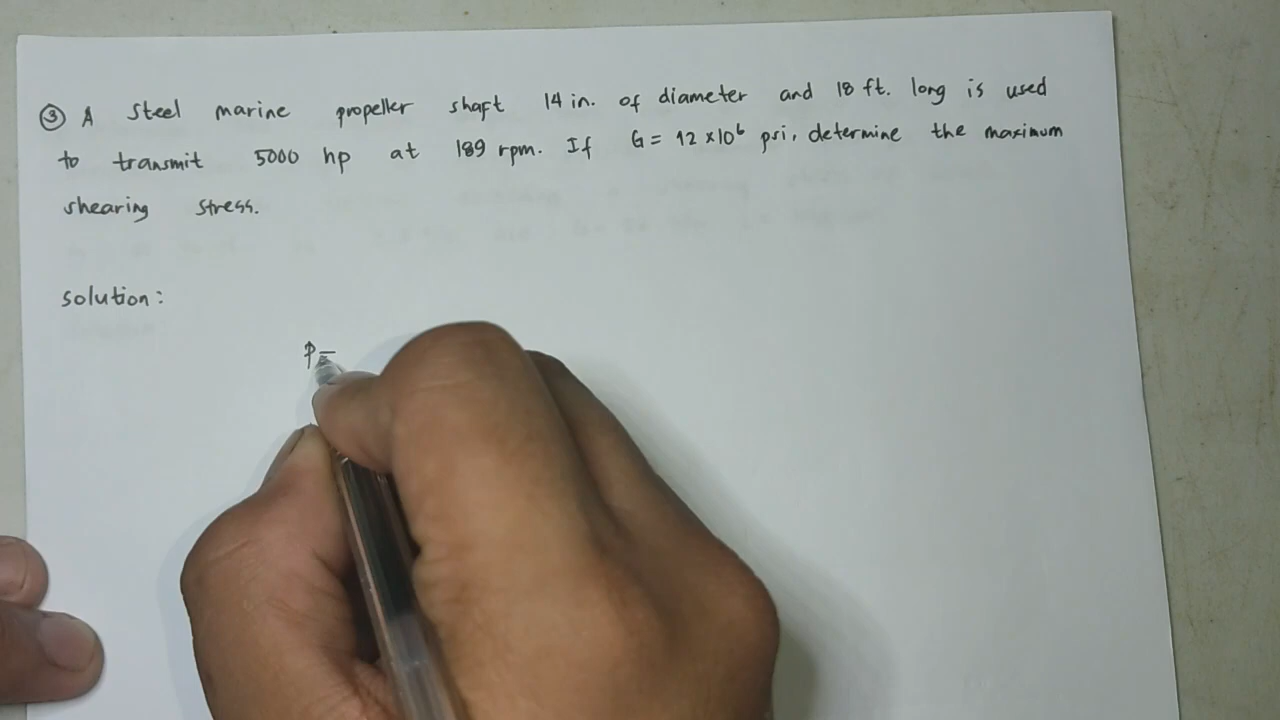 ③ A steel marine propeller shaft 14 in. of diameter and 18 ft. long is used
to transmit 5000 hp at 189 rpm. If G = 12 x10⁶ psi, determine the maximum
shearing stress.
solution:
P=